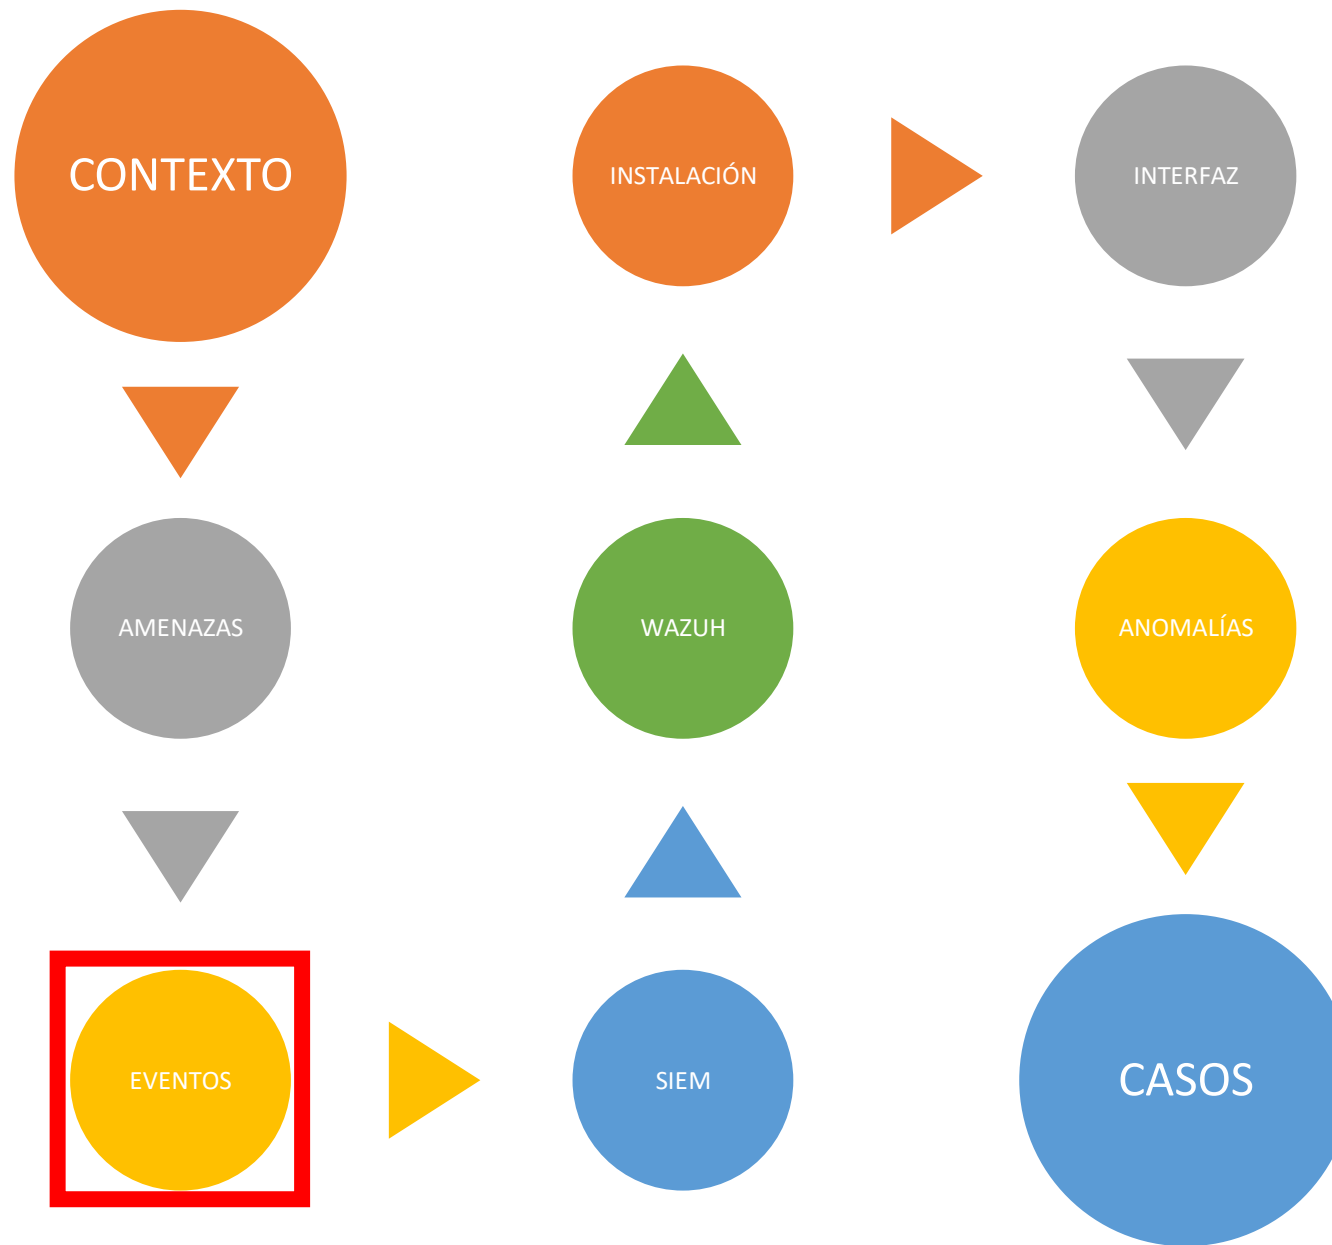 CONTEXTO
AMENAZAS
EVENTOS
SIEM
WAZUH
INSTALACIÓN
INTERFAZ
ANOMALÍAS
CASOS